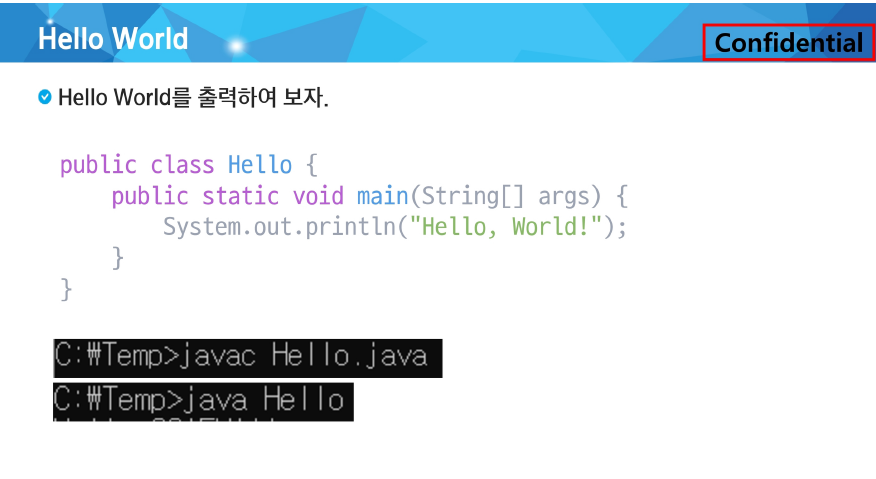 Hello World
Confidential
Hello World를 출력하여 보자.
public class Hello {
    public static void main(String[] args) {
        System.out.println("Hello, World!");
    }
}
C:₩Temp>javac Hello.java
C:₩Temp>java Hello